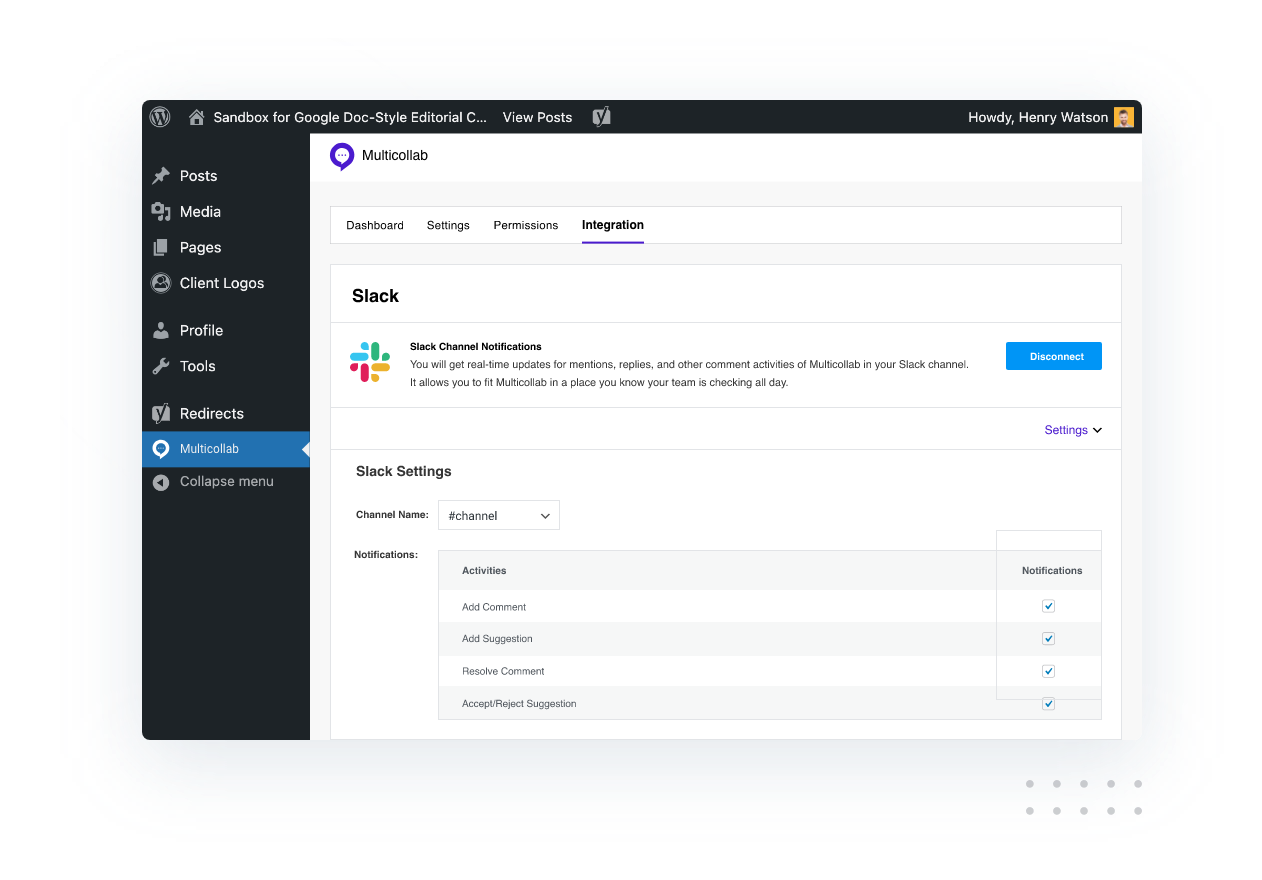 Sandbox for Google Doc-Style Editorial C... View Posts Howdy, Henry Watson
Multicollab
Posts
Media
Pages
Client Logos
Profile
Tools
Redirects
Multicollab
Collapse menu
Dashboard Settings Permissions Integration
Slack
Slack Channel Notifications
You will get real-time updates for mentions, replies, and other comment activities of Multicollab in your Slack channel.
It allows you to fit Multicollab in a place you know your team is checking all day.
Disconnect
Settings
Slack Settings
Channel Name: #channel
Notifications:
Activities Notifications
Add Comment
Add Suggestion
Resolve Comment
Accept/Reject Suggestion